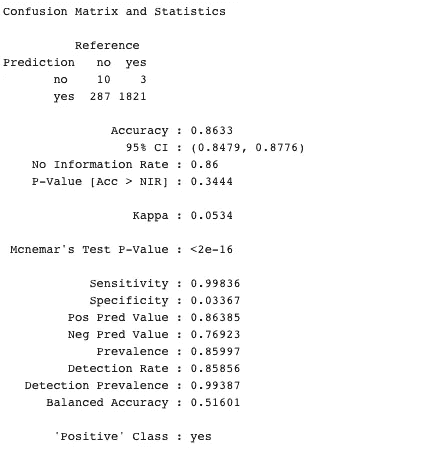 Confusion Matrix and Statistics
Reference
Prediction no yes
no 10 3
yes 287 1821
Accuracy : 0.8633
95% CI : (0.8479, 0.8776)
No Information Rate : 0.86
P-Value [Acc > NIR] : 0.3444
Kappa : 0.0534
Mcnemar's Test P-Value : <2e-16
Sensitivity : 0.99836
Specificity : 0.03367
Pos Pred Value : 0.86385
Neg Pred Value : 0.76923
Prevalence : 0.85997
Detection Rate : 0.85856
Detection Prevalence : 0.99387
Balanced Accuracy : 0.51601
'Positive' Class : yes